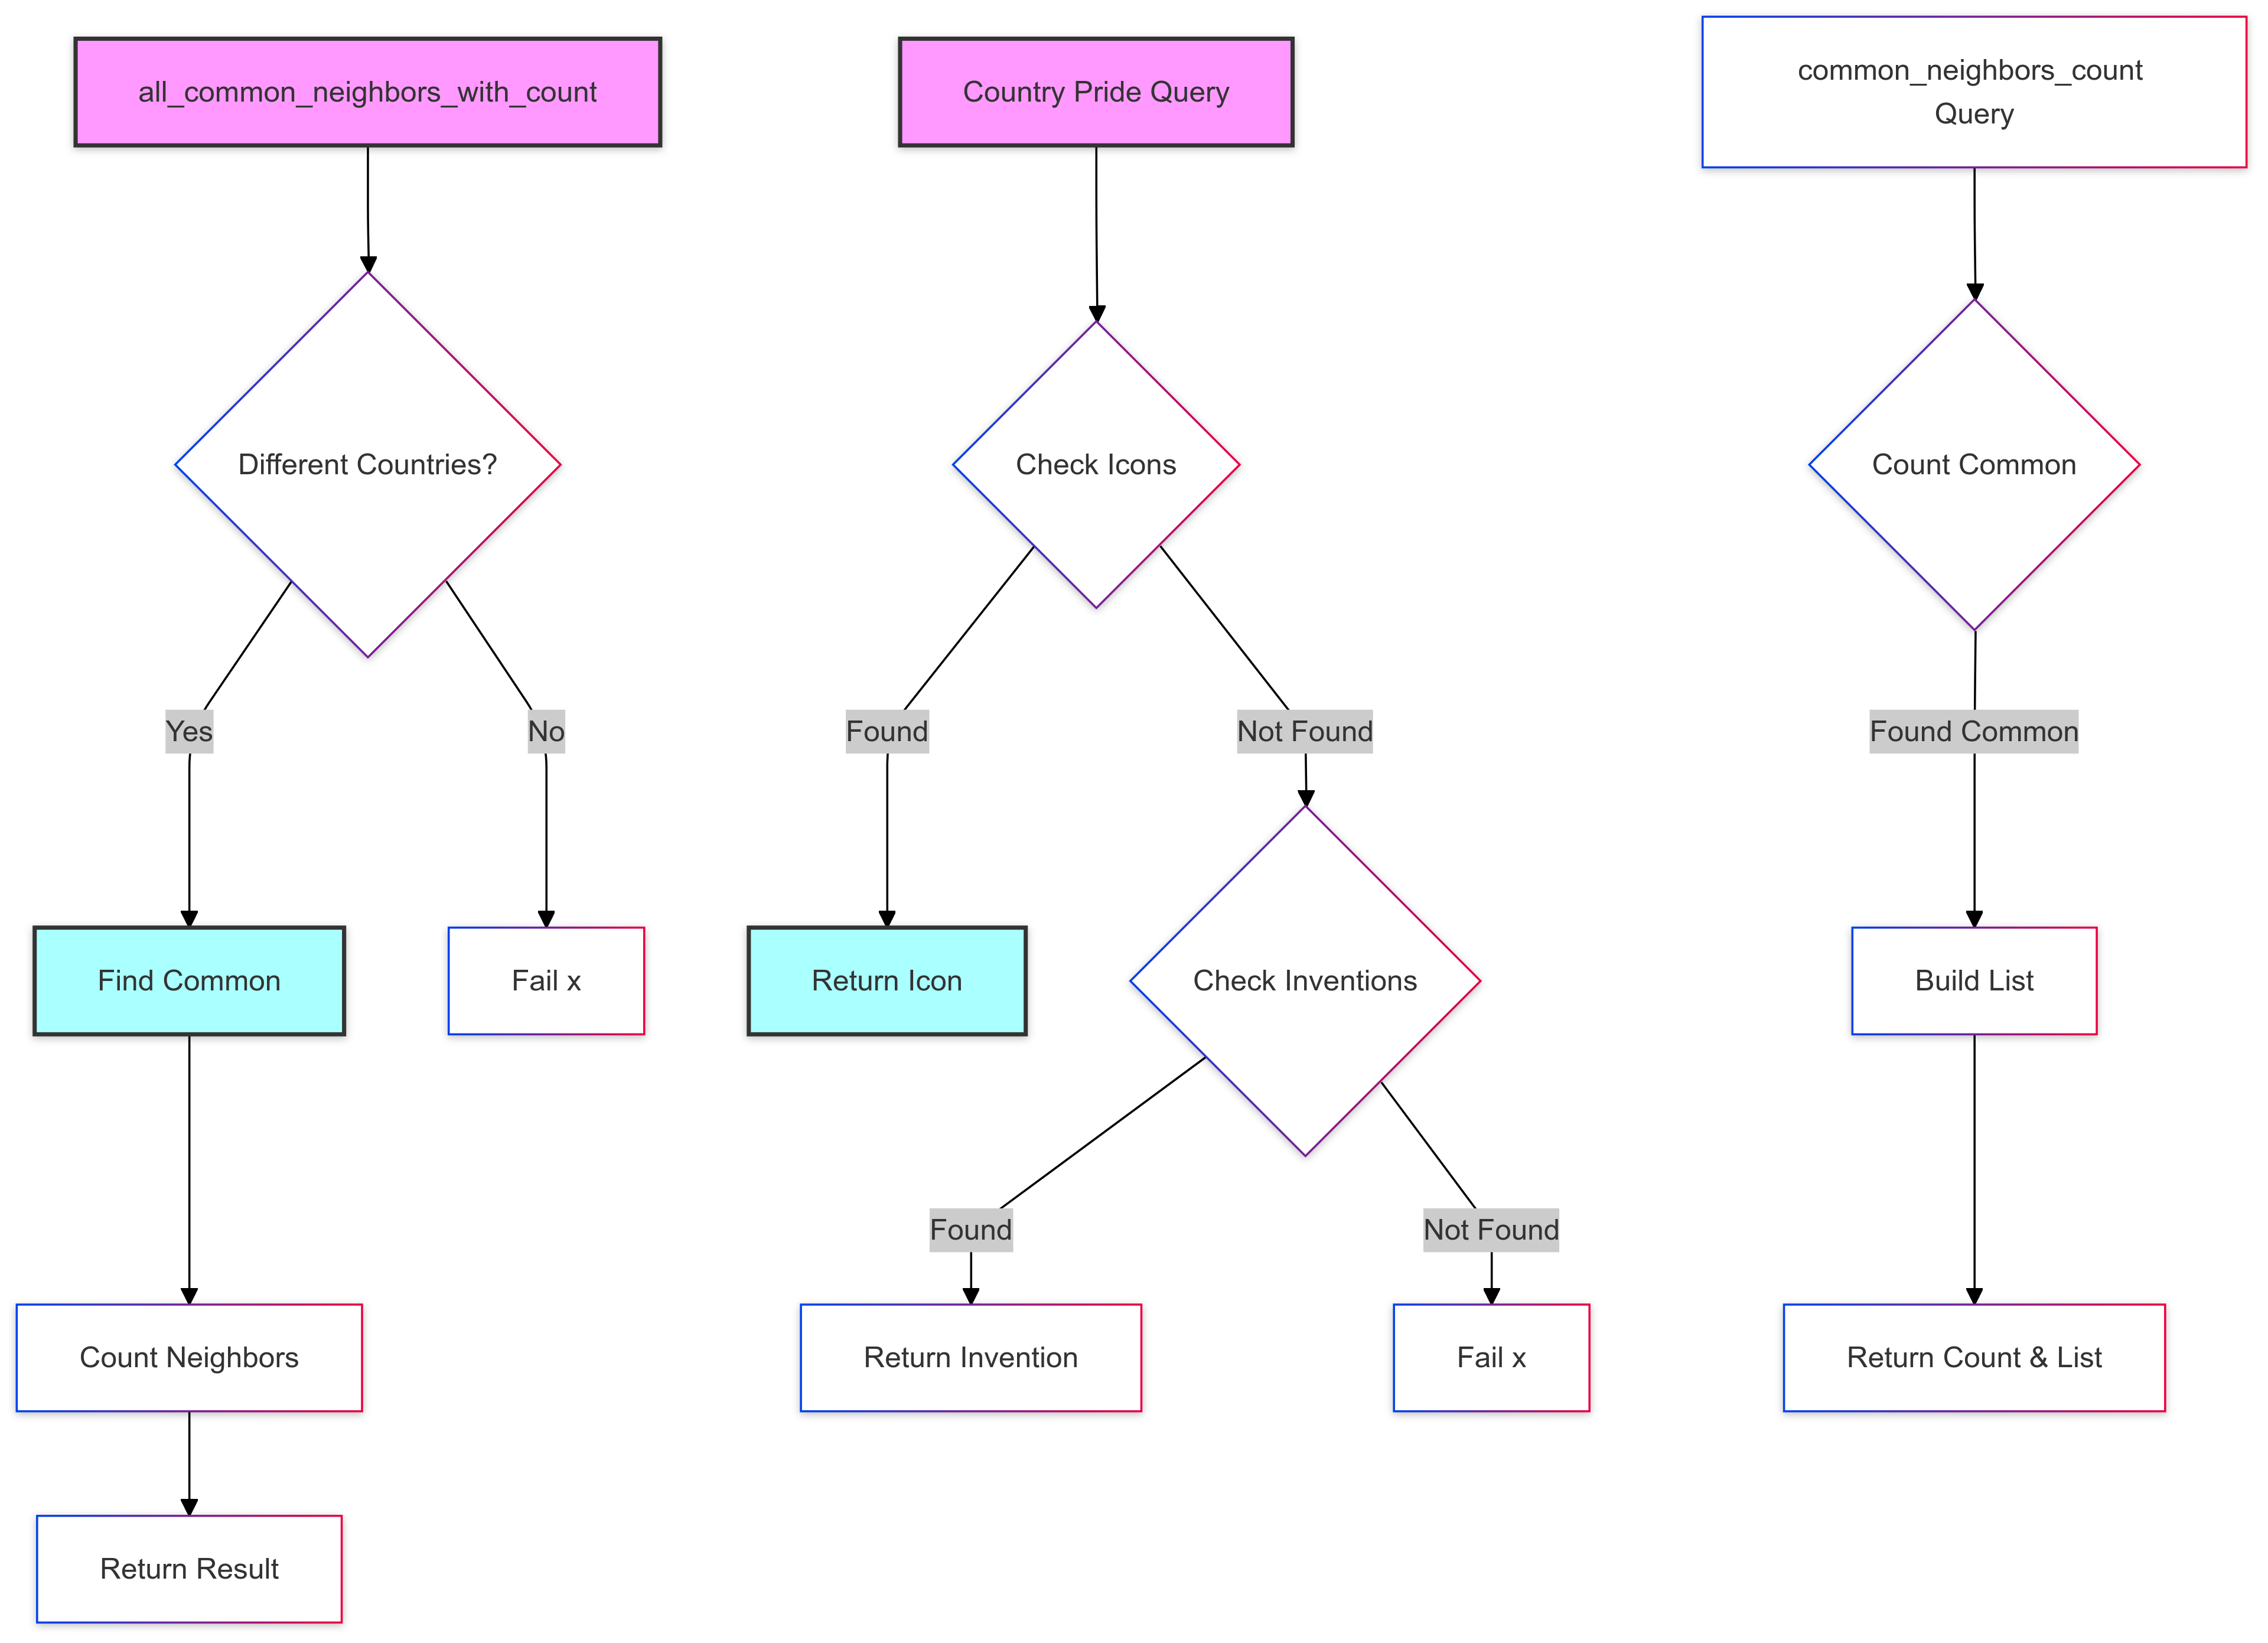 all_common_neighbors_with_count
Different Countries?
Yes
No
Find Common
Fail x
Count Neighbors
Return Result
Country Pride Query
Check Icons
Found
Not Found
Return Icon
Check Inventions
Found
Not Found
Return Invention
Fail x
common_neighbors_count
Query
Count Common
Found Common
Build List
Return Count & List